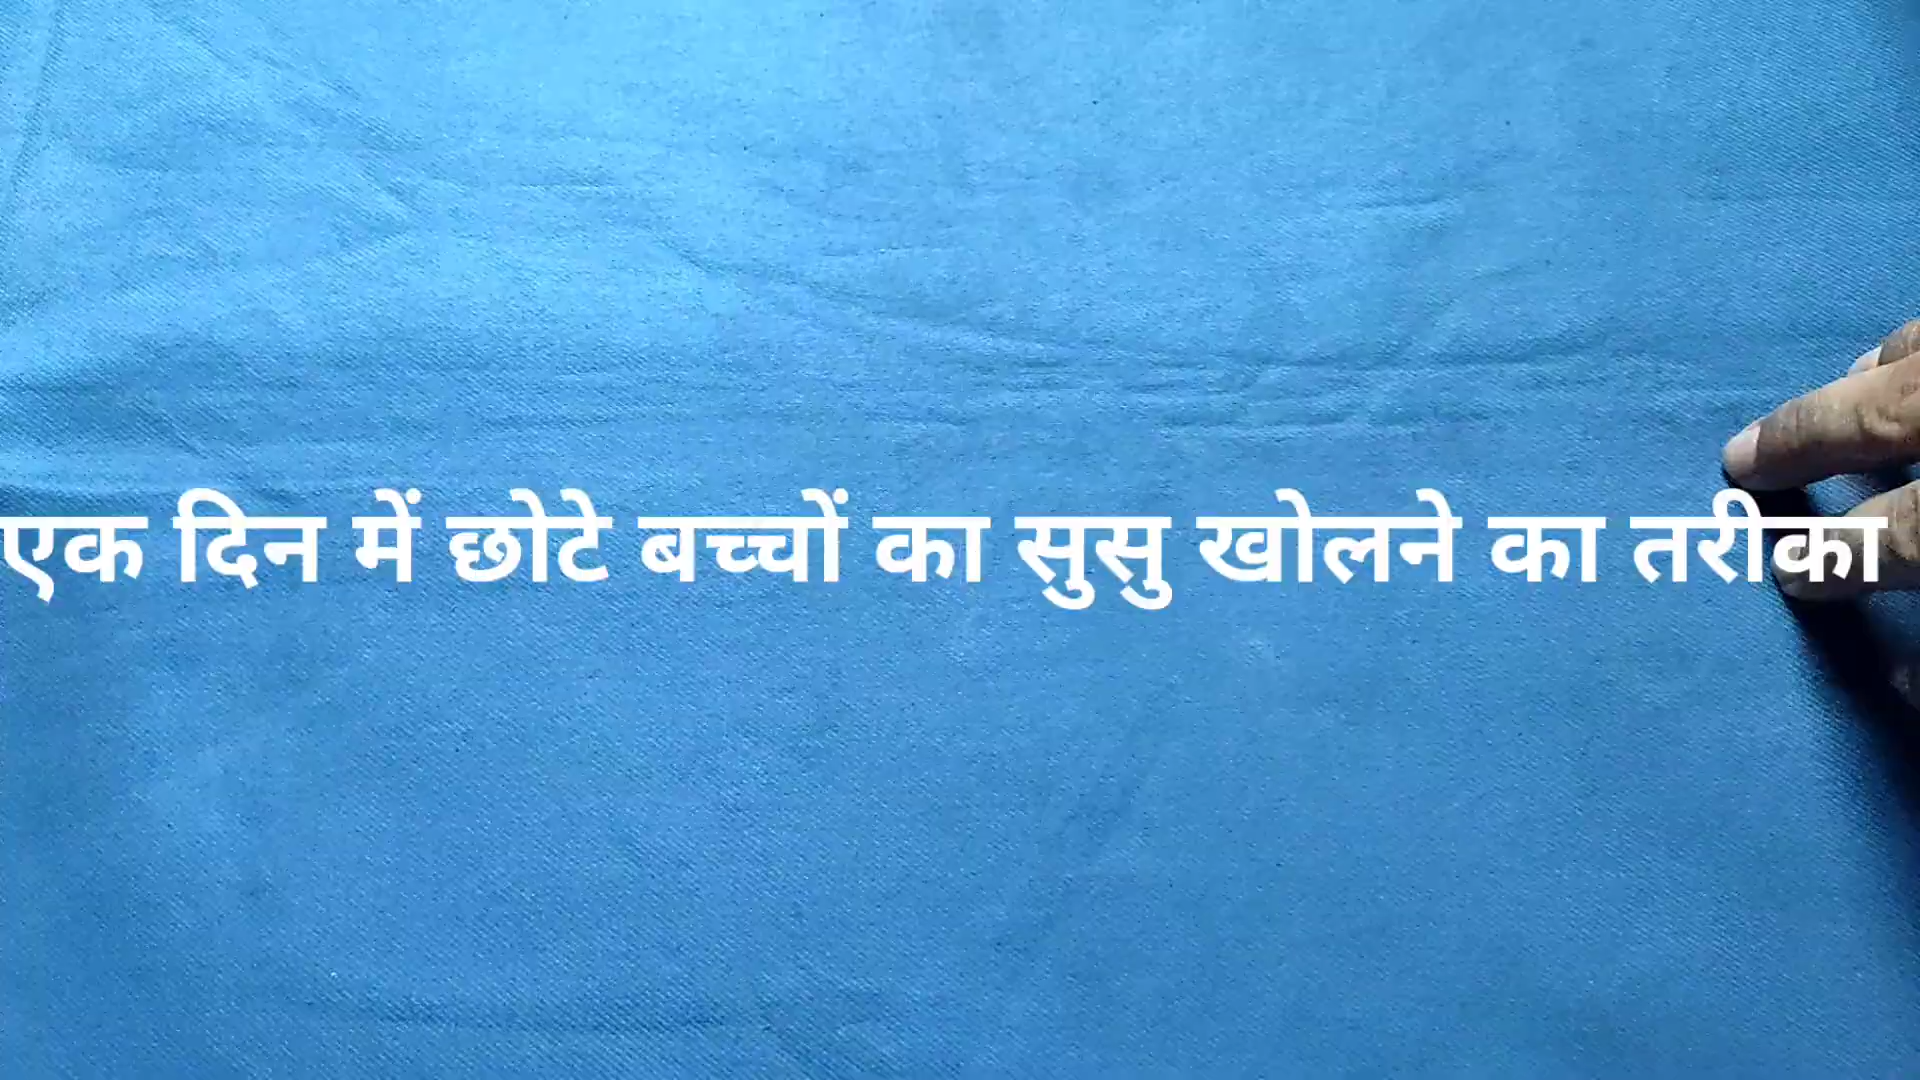 एक दिन में छोटे बच्चों का सुसु खोलने का तरीका